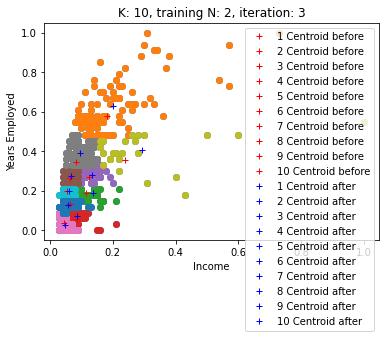 K: 10, training N: 2, iteration: 3
1.0
0.8
0.6
0.4
0.2
0.0
Years Employed
0.0 0.2 0.4 0.6 0.8 1.0
Income
1 Centroid before
2 Centroid before
3 Centroid before
4 Centroid before
5 Centroid before
6 Centroid before
7 Centroid before
8 Centroid before
9 Centroid before
10 Centroid before
1 Centroid after
2 Centroid after
3 Centroid after
4 Centroid after
5 Centroid after
6 Centroid after
7 Centroid after
8 Centroid after
9 Centroid after
10 Centroid after